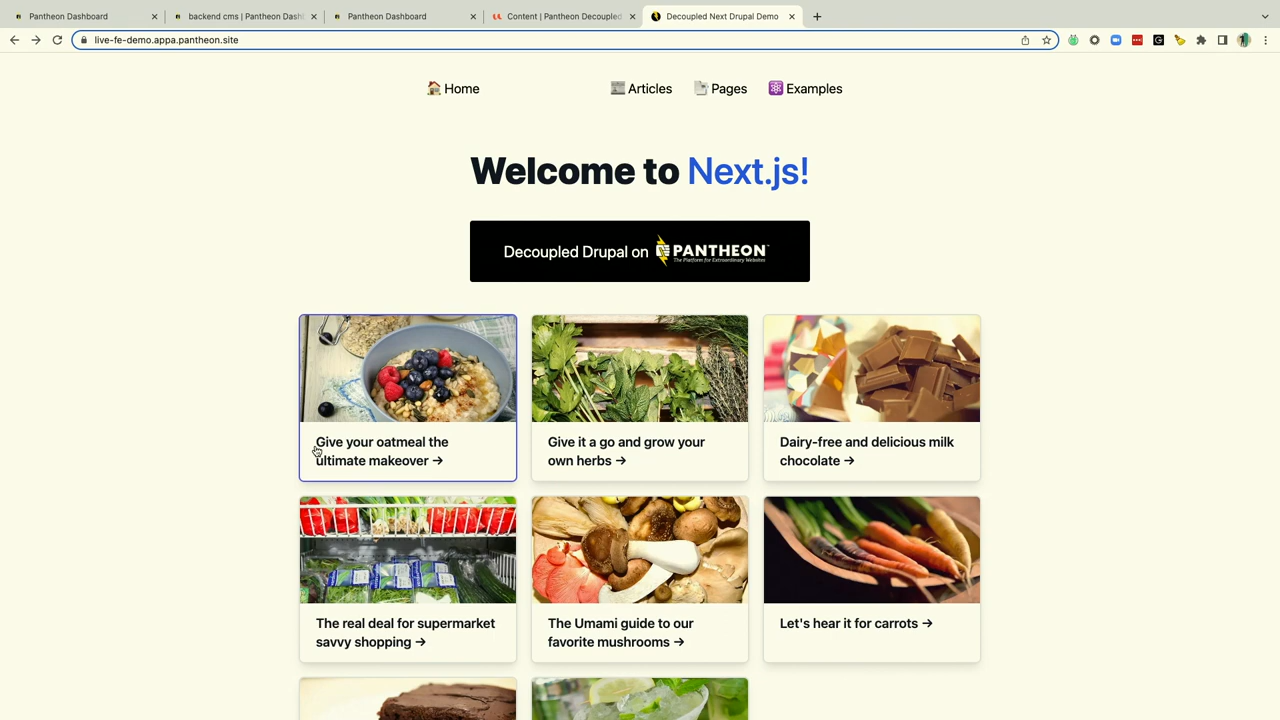 Pantheon Dashboard
backend cms | Pantheon Dash
Pantheon Dashboard
Content | Pantheon Decoupled
Decoupled Next Drupal Demo
live-fe-demo.appa.pantheon.site
Home
Articles
Pages
Examples
Welcome to Next.js!
Decoupled Drupal on PANTHEON
The Platform for Extraordinary Websites
Give your oatmeal the
ultimate makeover →
Give it a go and grow your
own herbs →
Dairy-free and delicious milk
chocolate →
The real deal for supermarket
savvy shopping →
The Umami guide to our
favorite mushrooms →
Let's hear it for carrots →